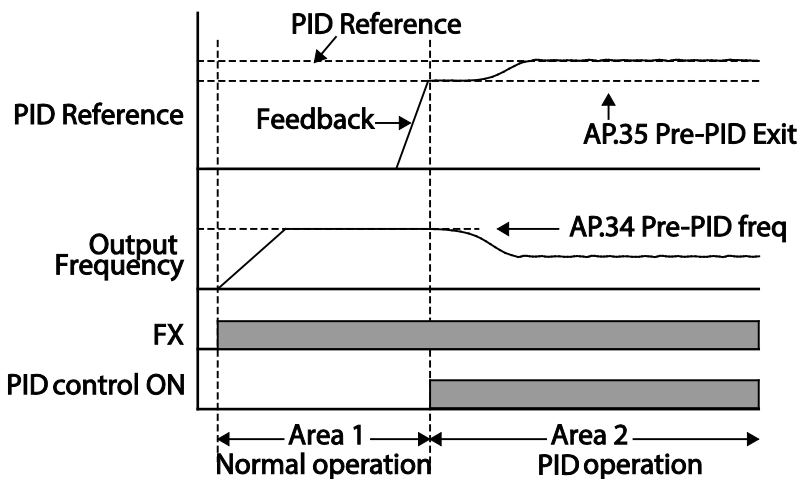 PID Reference
PID Reference
Feedback
AP.35 Pre-PID Exit
AP.34 Pre-PID freq
Output
Frequency
FX
PID control ON
Area 1
Area 2
Normal operation
PID operation